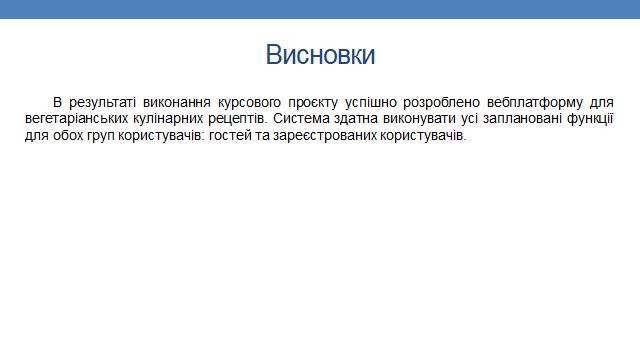 Висновки
В результаті виконання курсового проєкту успішно розроблено вебплатформу для
вегетаріанських кулінарних рецептів. Система здатна виконувати усі заплановані функції
для обох груп користувачів: гостей та зареєстрованих користувачів.